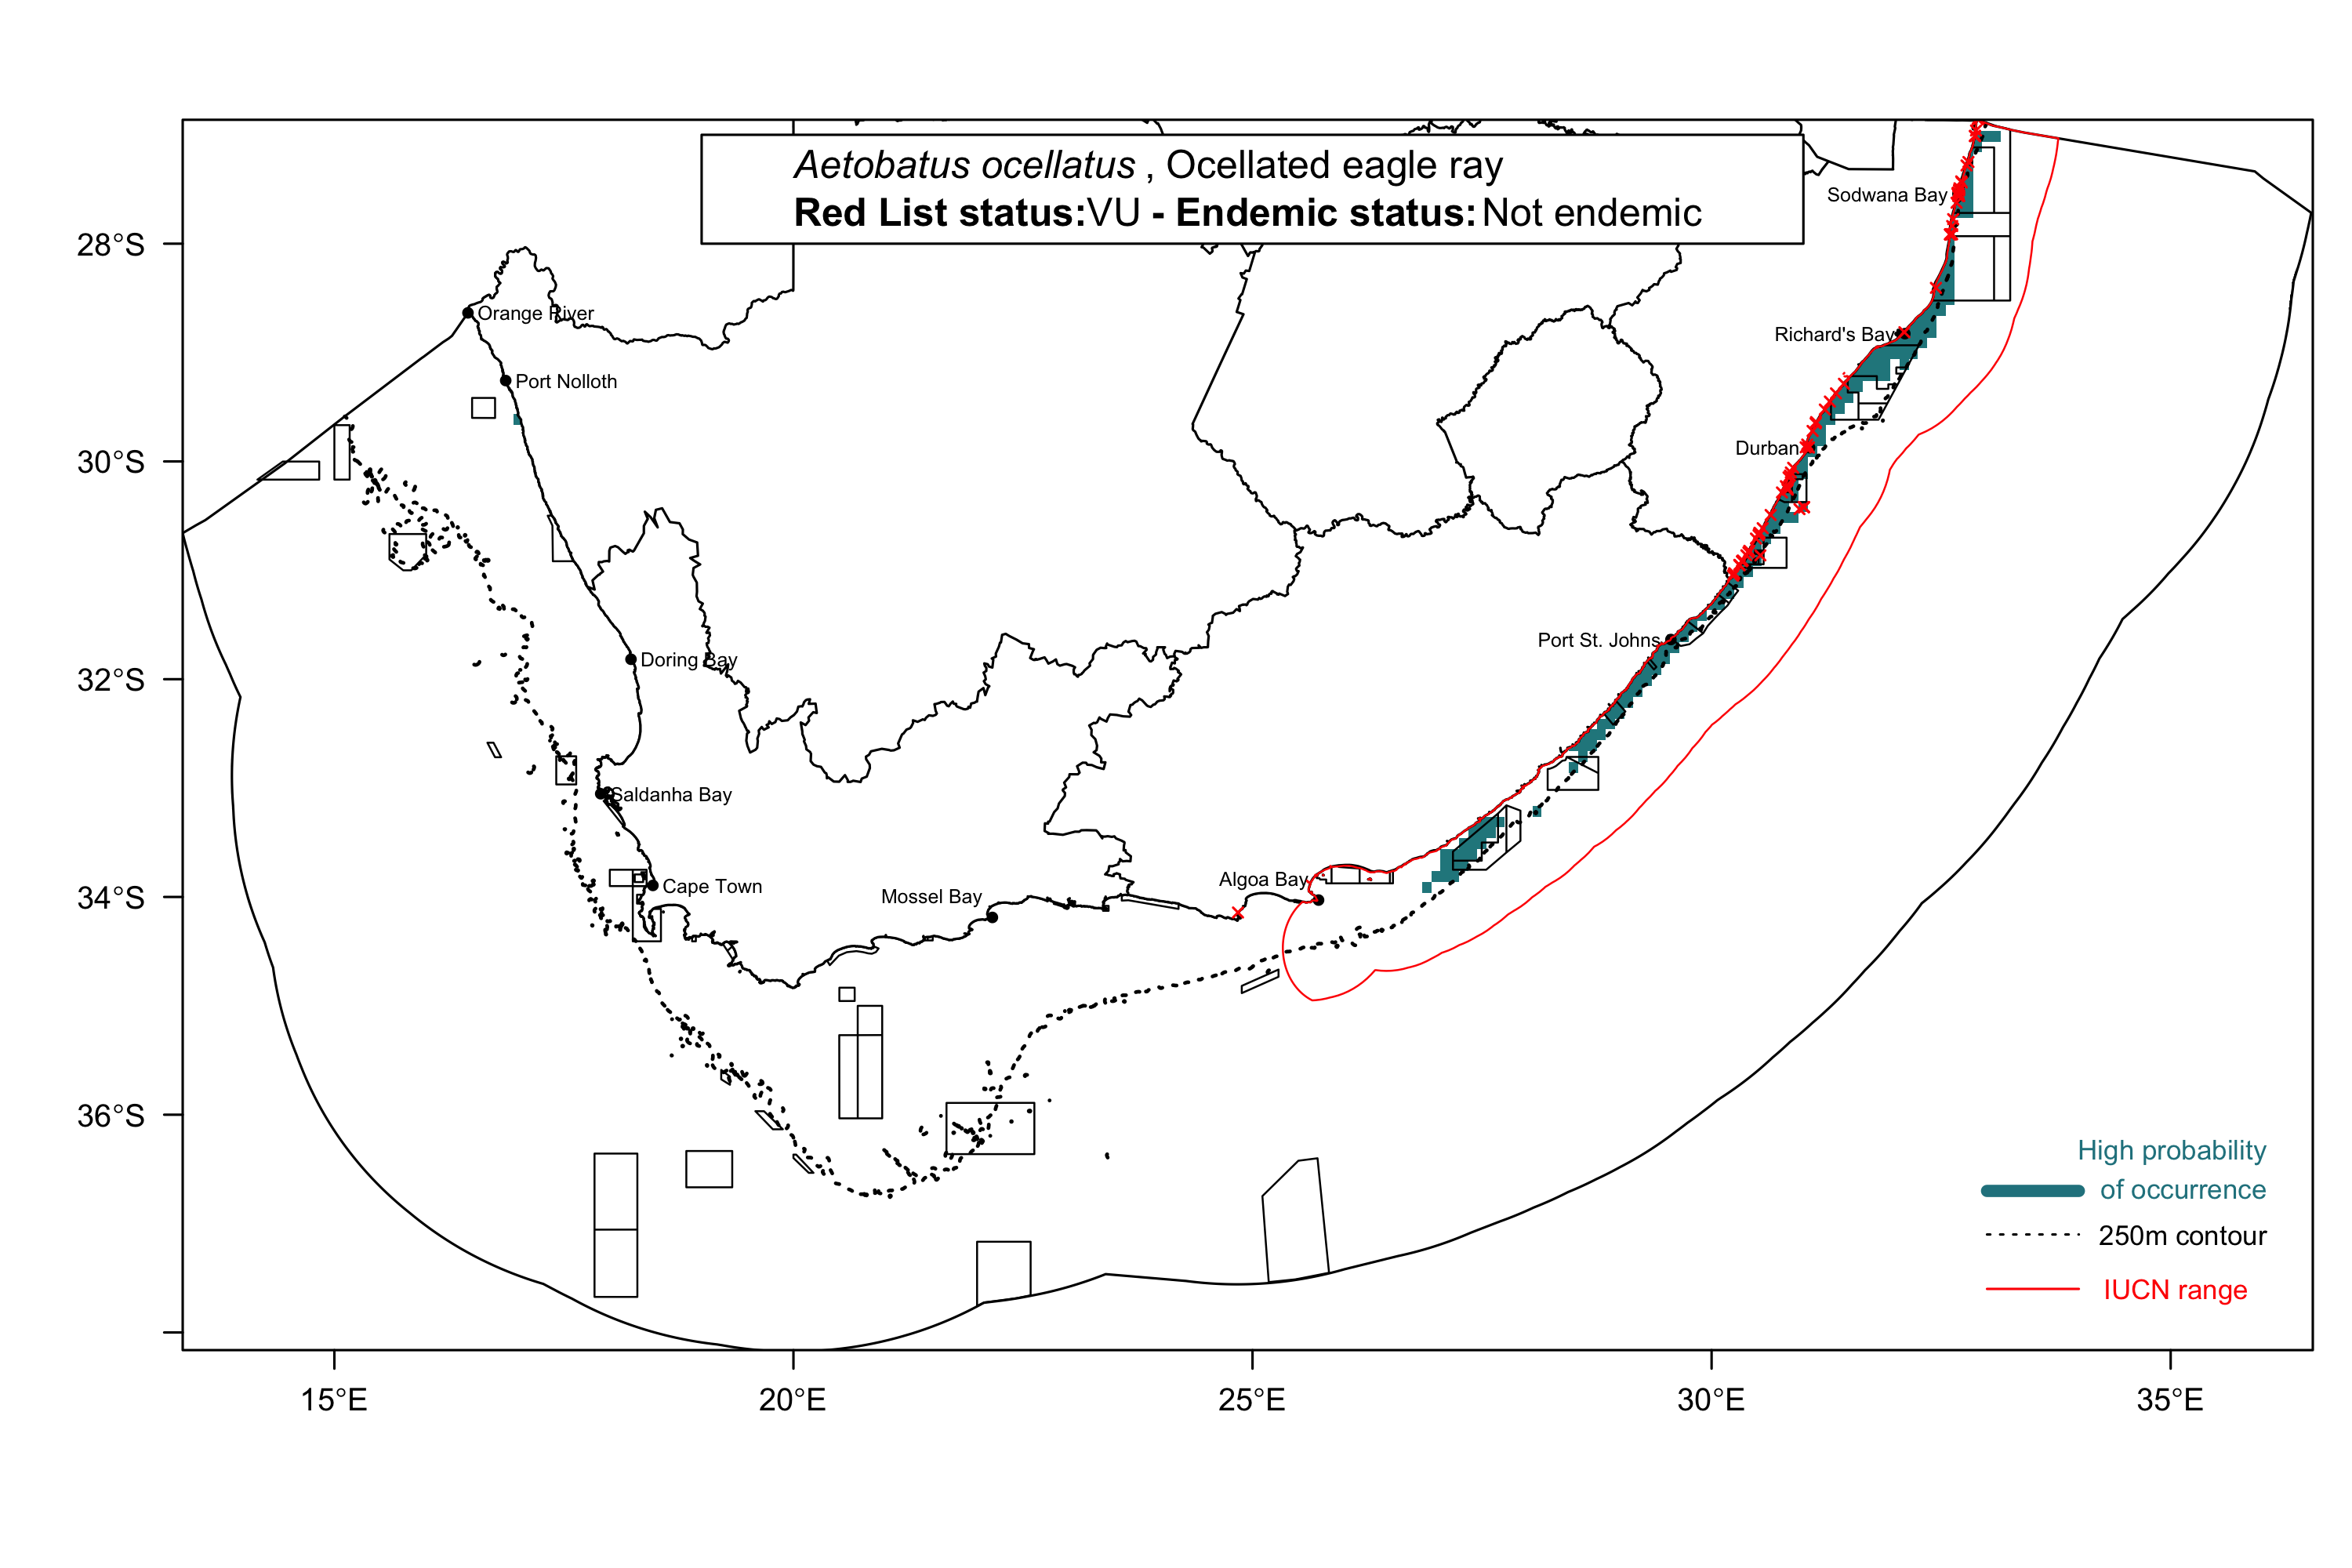 Aetobatus ocellatus , Ocellated eagle ray
Red List status:VU - Endemic status: Not endemic
Sodwana Bay
28°S
Orange River
Richard's Bay
Port Nolloth
Durban
30°S
Port St. Johns
Doring Bay
32°S
Saldanha Bay
Algoa Bay
Cape Town
Mossel Bay
34°S
36°S
High probability
of occurrence
250m contour
IUCN range
15°E
20°E
25°E
30°E
35°E